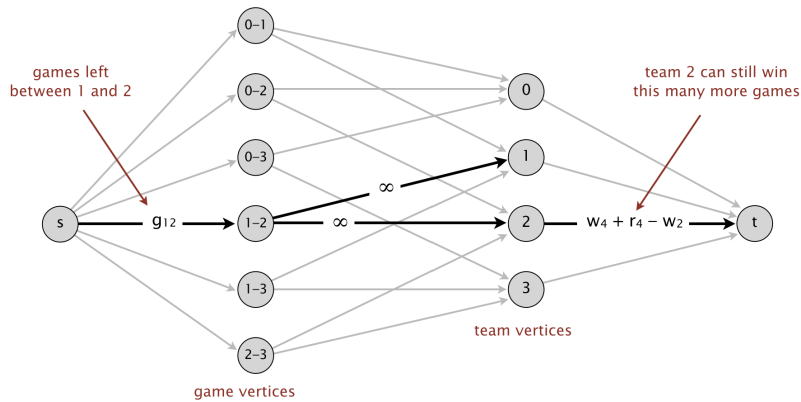 0–1
games left
between 1 and 2
team 2 can still win
this many more games
0–2
0
0–3
1
∞
s
g12
1–2
∞
2
w4 + r4 − w2
t
1–3
3
team vertices
2–3
game vertices